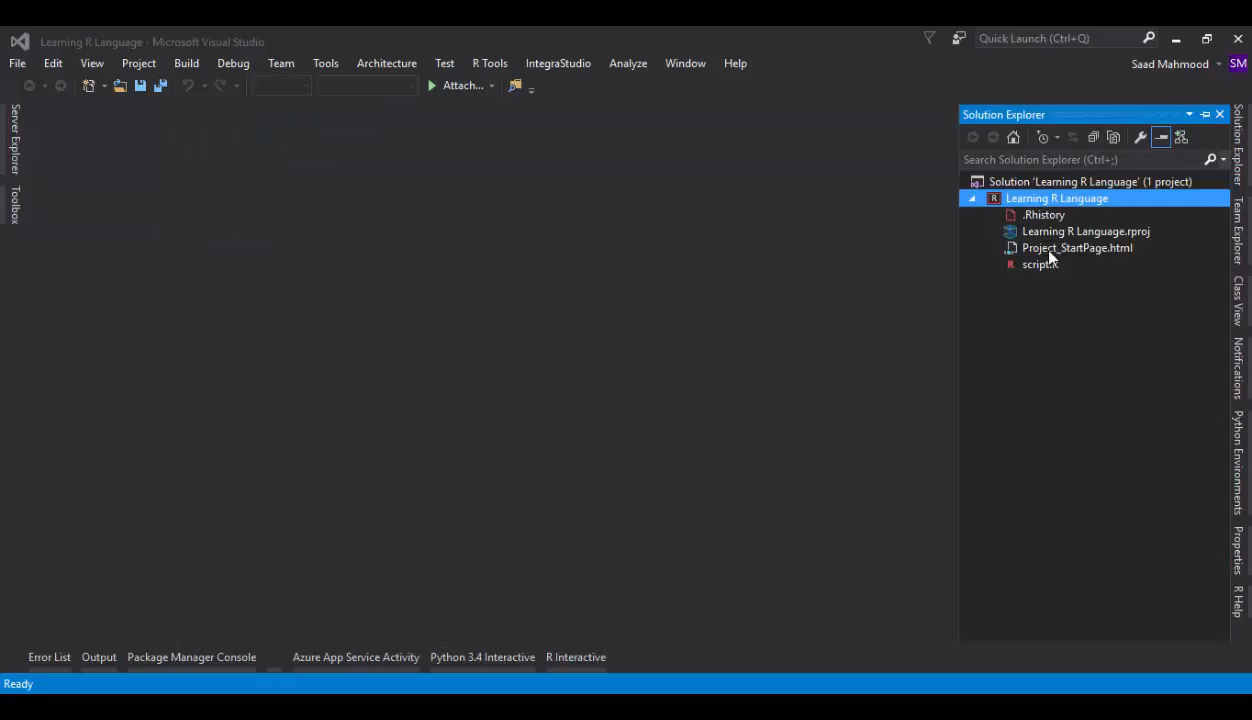 Learning R Language - Microsoft Visual Studio
Quick Launch (Ctrl+Q)
File Edit View Project Build Debug Team Tools Architecture Test R Tools IntegraStudio Analyze Window Help
Saad Mahmood SM
Attach...
Server Explorer
Toolbox
Solution Explorer
Search Solution Explorer (Ctrl+;)
Solution 'Learning R Language' (1 project)
R Learning R Language
.Rhistory
Learning R Language.rproj
Project_StartPage.html
R script.R
Solution Explorer
Team Explorer
Class View
Notifications
Python Environments
Properties
R Help
Error List Output Package Manager Console Azure App Service Activity Python 3.4 Interactive R Interactive
Ready